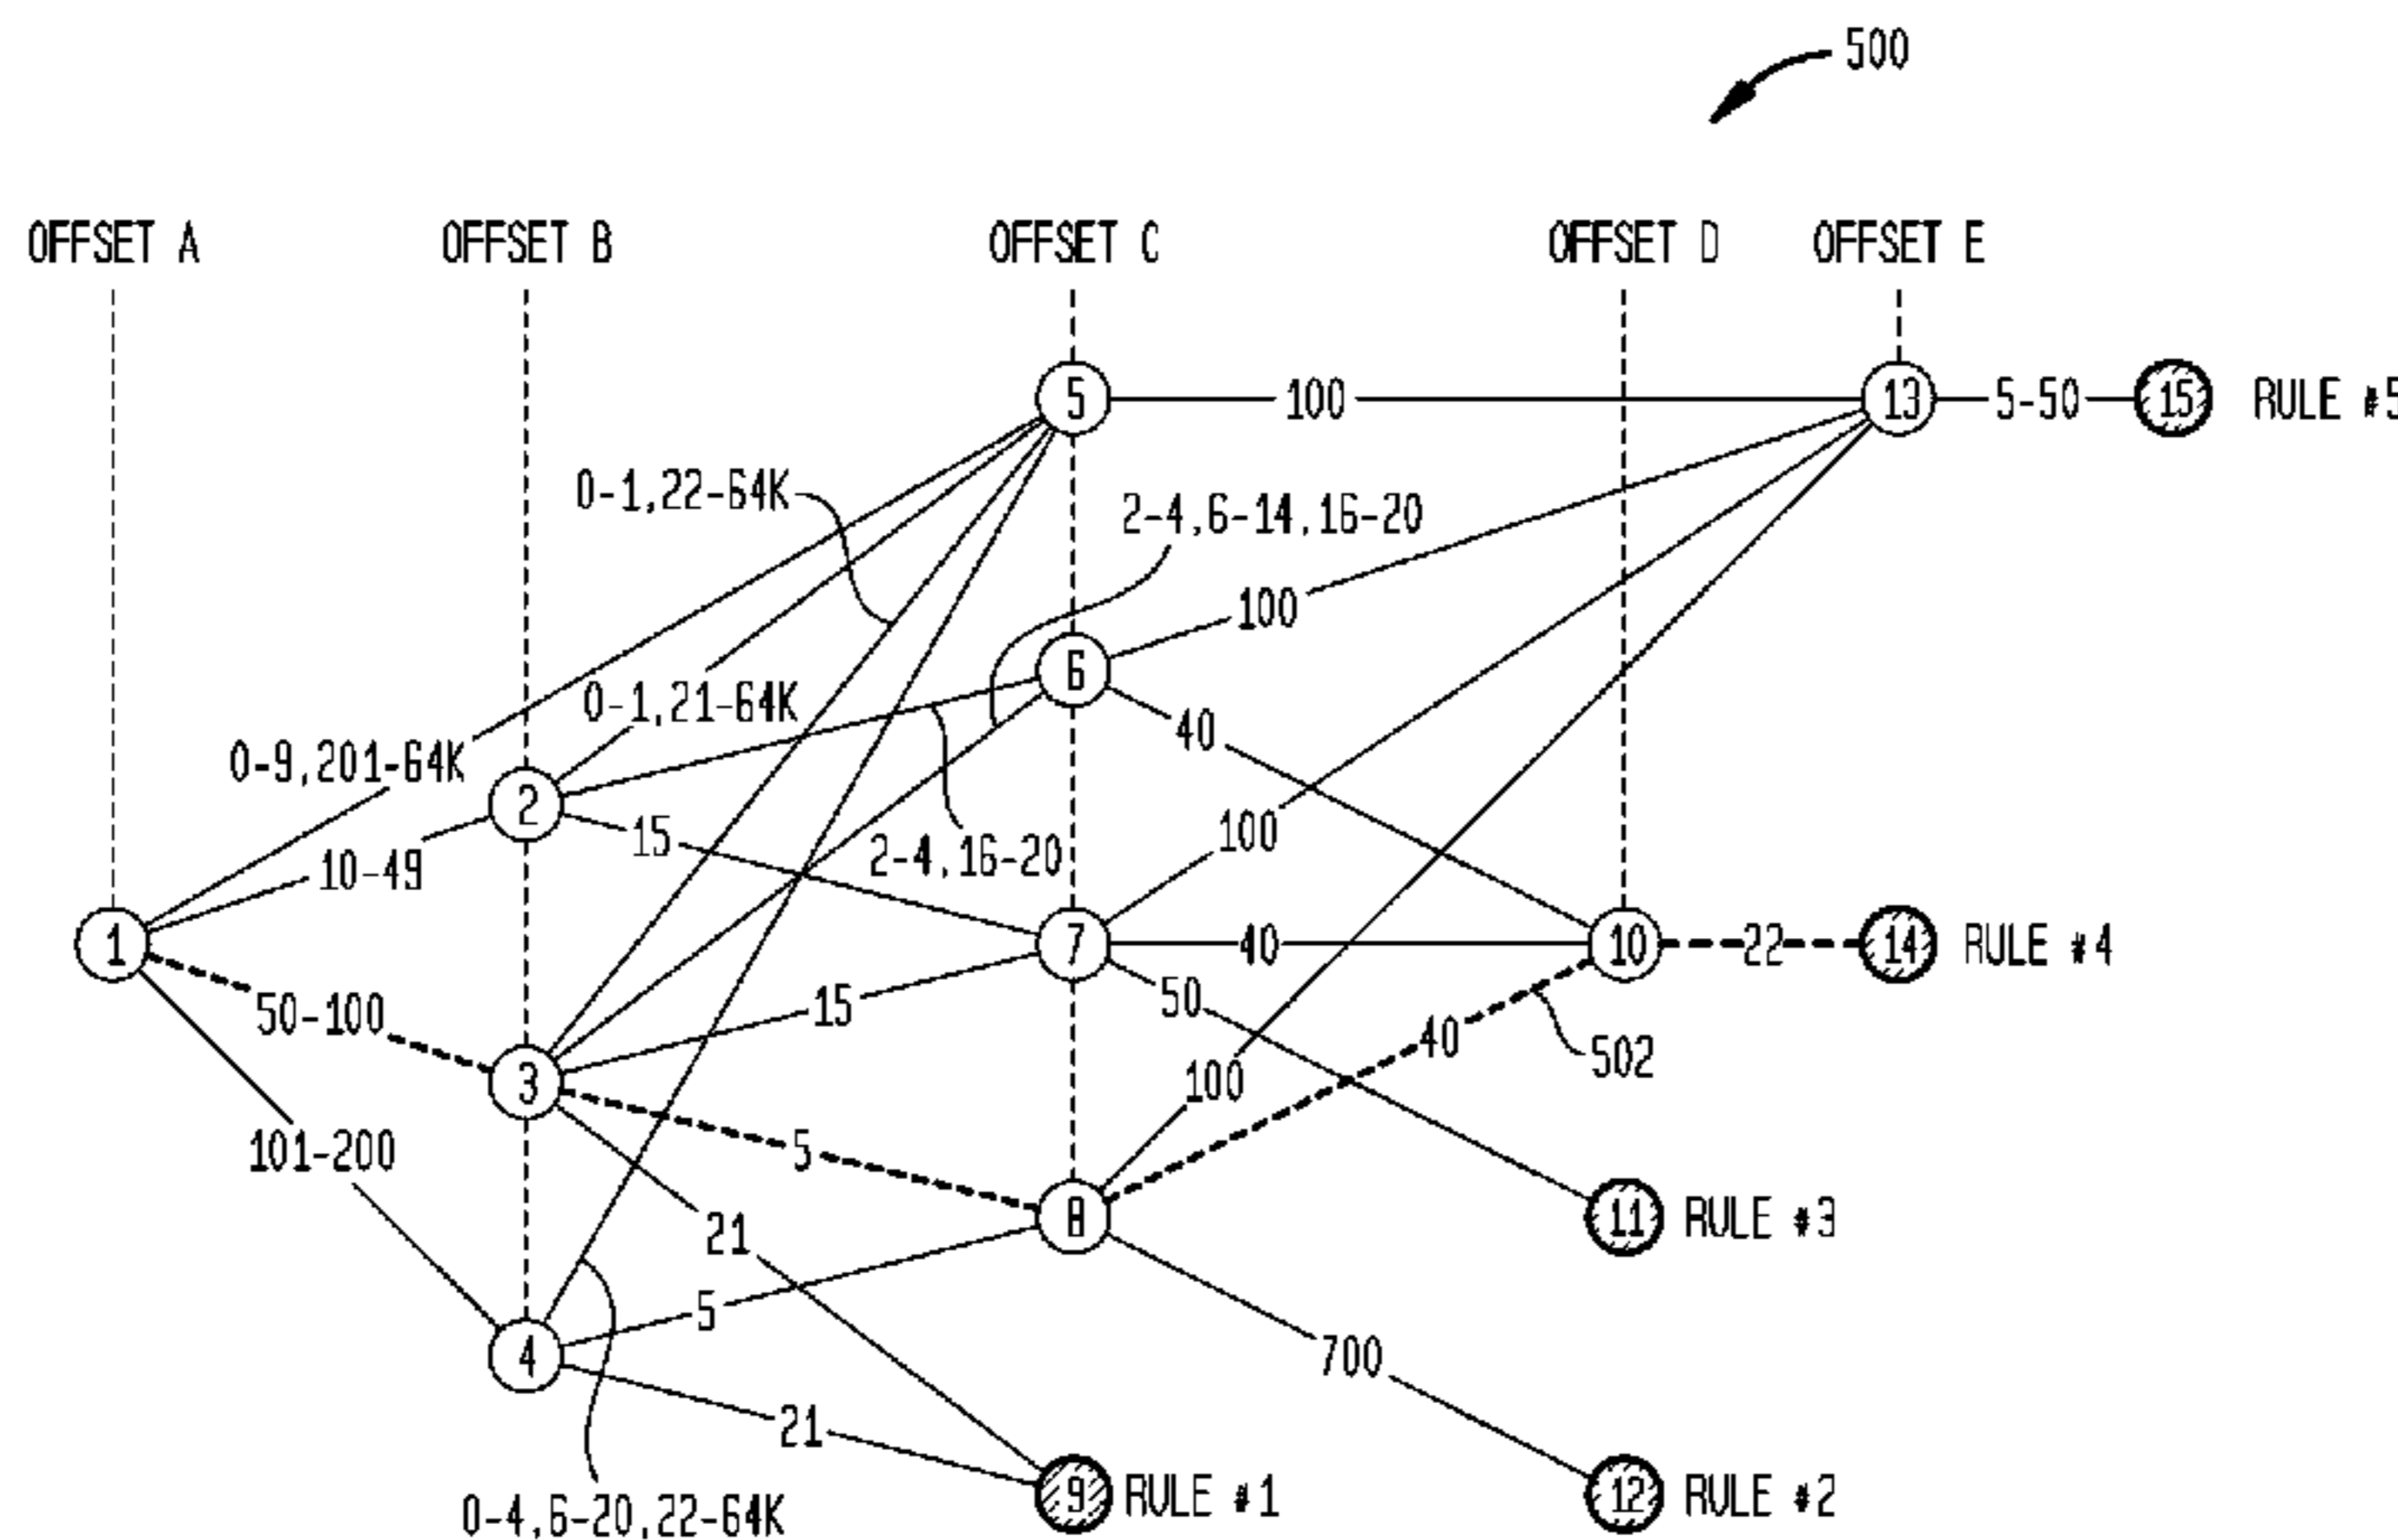 500
OFFSET A OFFSET B OFFSET C OFFSET D OFFSET E
5 100 13 5-50 15 RULE #5
0-1,22-64K
2-4,6-14,16-20
100
6
0-1,21-64K
40
0-9,201-64K
2
15
100
2-4,16-20
10-49
1 7 40 10 22 14 RULE #4
50-100
15
50
40
502
3
100
101-200
5
21
8
11 RULE #3
5
700
4
21
9 RULE #1
12 RULE #2
0-4,6-20,22-64K